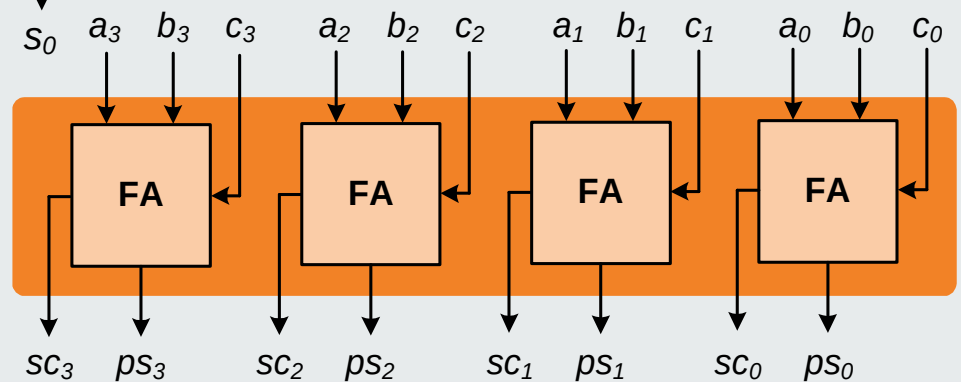 s₀ a₃ b₃ c₃ a₂ b₂ c₂ a₁ b₁ c₁ a₀ b₀ c₀
FA FA FA FA
sc₃ ps₃ sc₂ ps₂ sc₁ ps₁ sc₀ ps₀